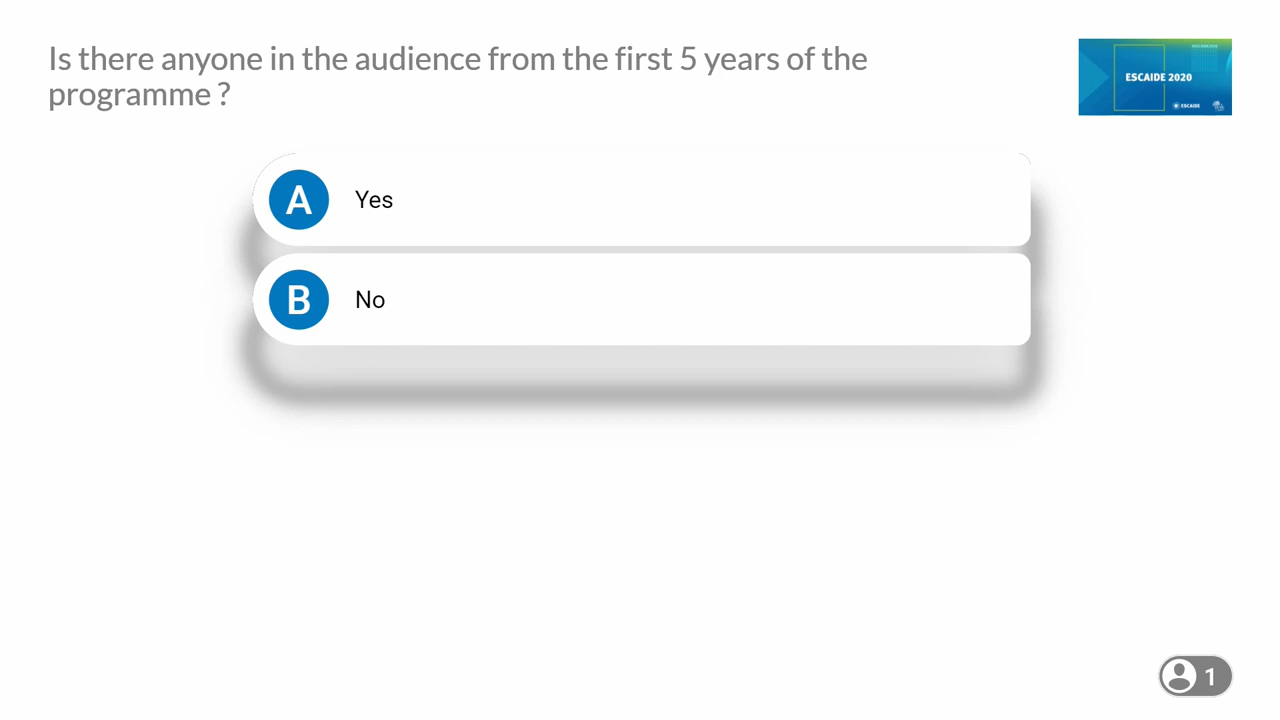 Is there anyone in the audience from the first 5 years of the
programme ?
ESCAIDE 2020
ESCAIDE
A Yes
B No
1